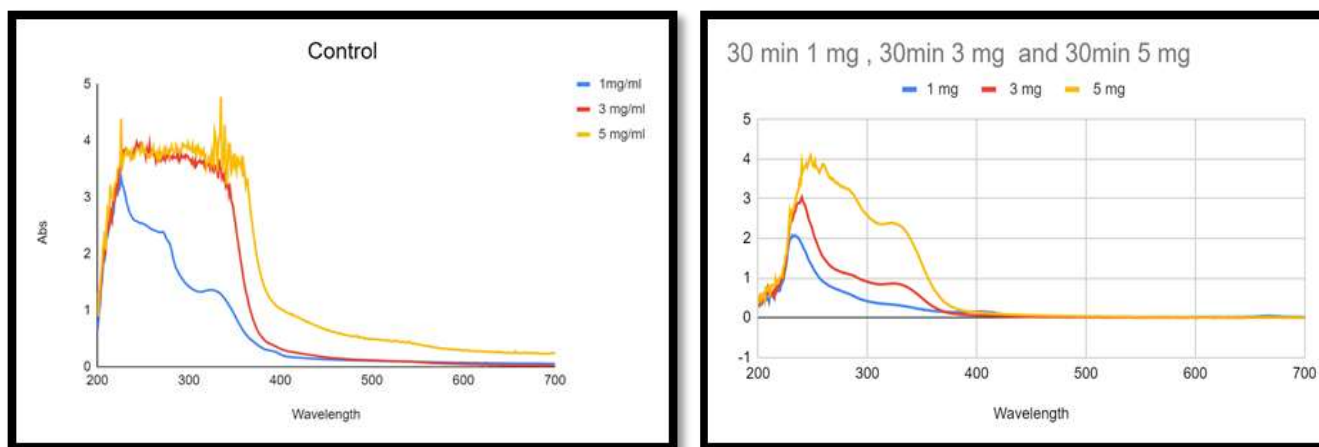 Control
1mg/ml
3 mg/ml
5 mg/ml
5
4
3
2
1
0
Abs
200
300
400
500
600
700
Wavelength
30 min 1 mg , 30min 3 mg and 30min 5 mg
1 mg
3 mg
5 mg
5
4
3
2
1
0
-1
200
300
400
500
600
700
Wavelength